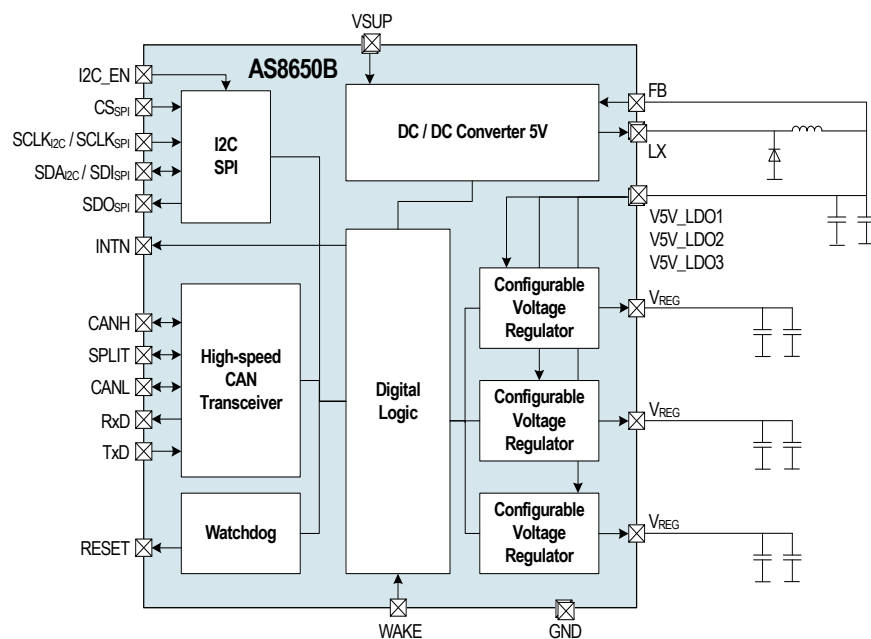 VSUP
AS8650B
I2C_EN
CSSPI
SCLKI2C / SCLKSPI
SDAI2C / SDISPI
SDOSPI
INTN
I2C
SPI
DC / DC Converter 5V
FB
LX
V5V_LDO1
V5V_LDO2
V5V_LDO3
CANH
SPLIT
CANL
RxD
TxD
High-speed
CAN
Transceiver
Digital
Logic
Configurable
Voltage
Regulator
VREG
Configurable
Voltage
Regulator
VREG
Configurable
Voltage
Regulator
VREG
RESET
Watchdog
WAKE
GND